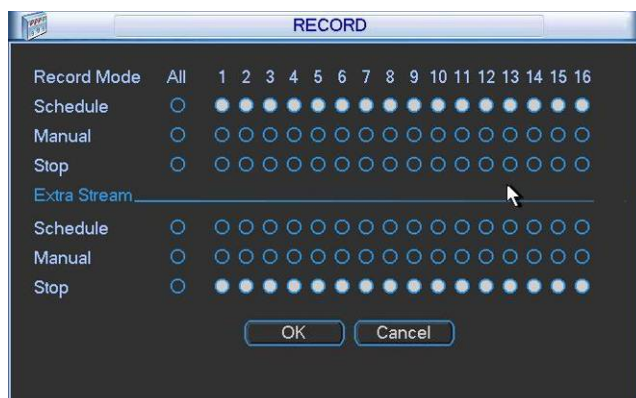 RECORD
Record Mode All 1 2 3 4 5 6 7 8 9 10 11 12 13 14 15 16
Schedule
Manual
Stop
Extra Stream
Schedule
Manual
Stop
OK Cancel